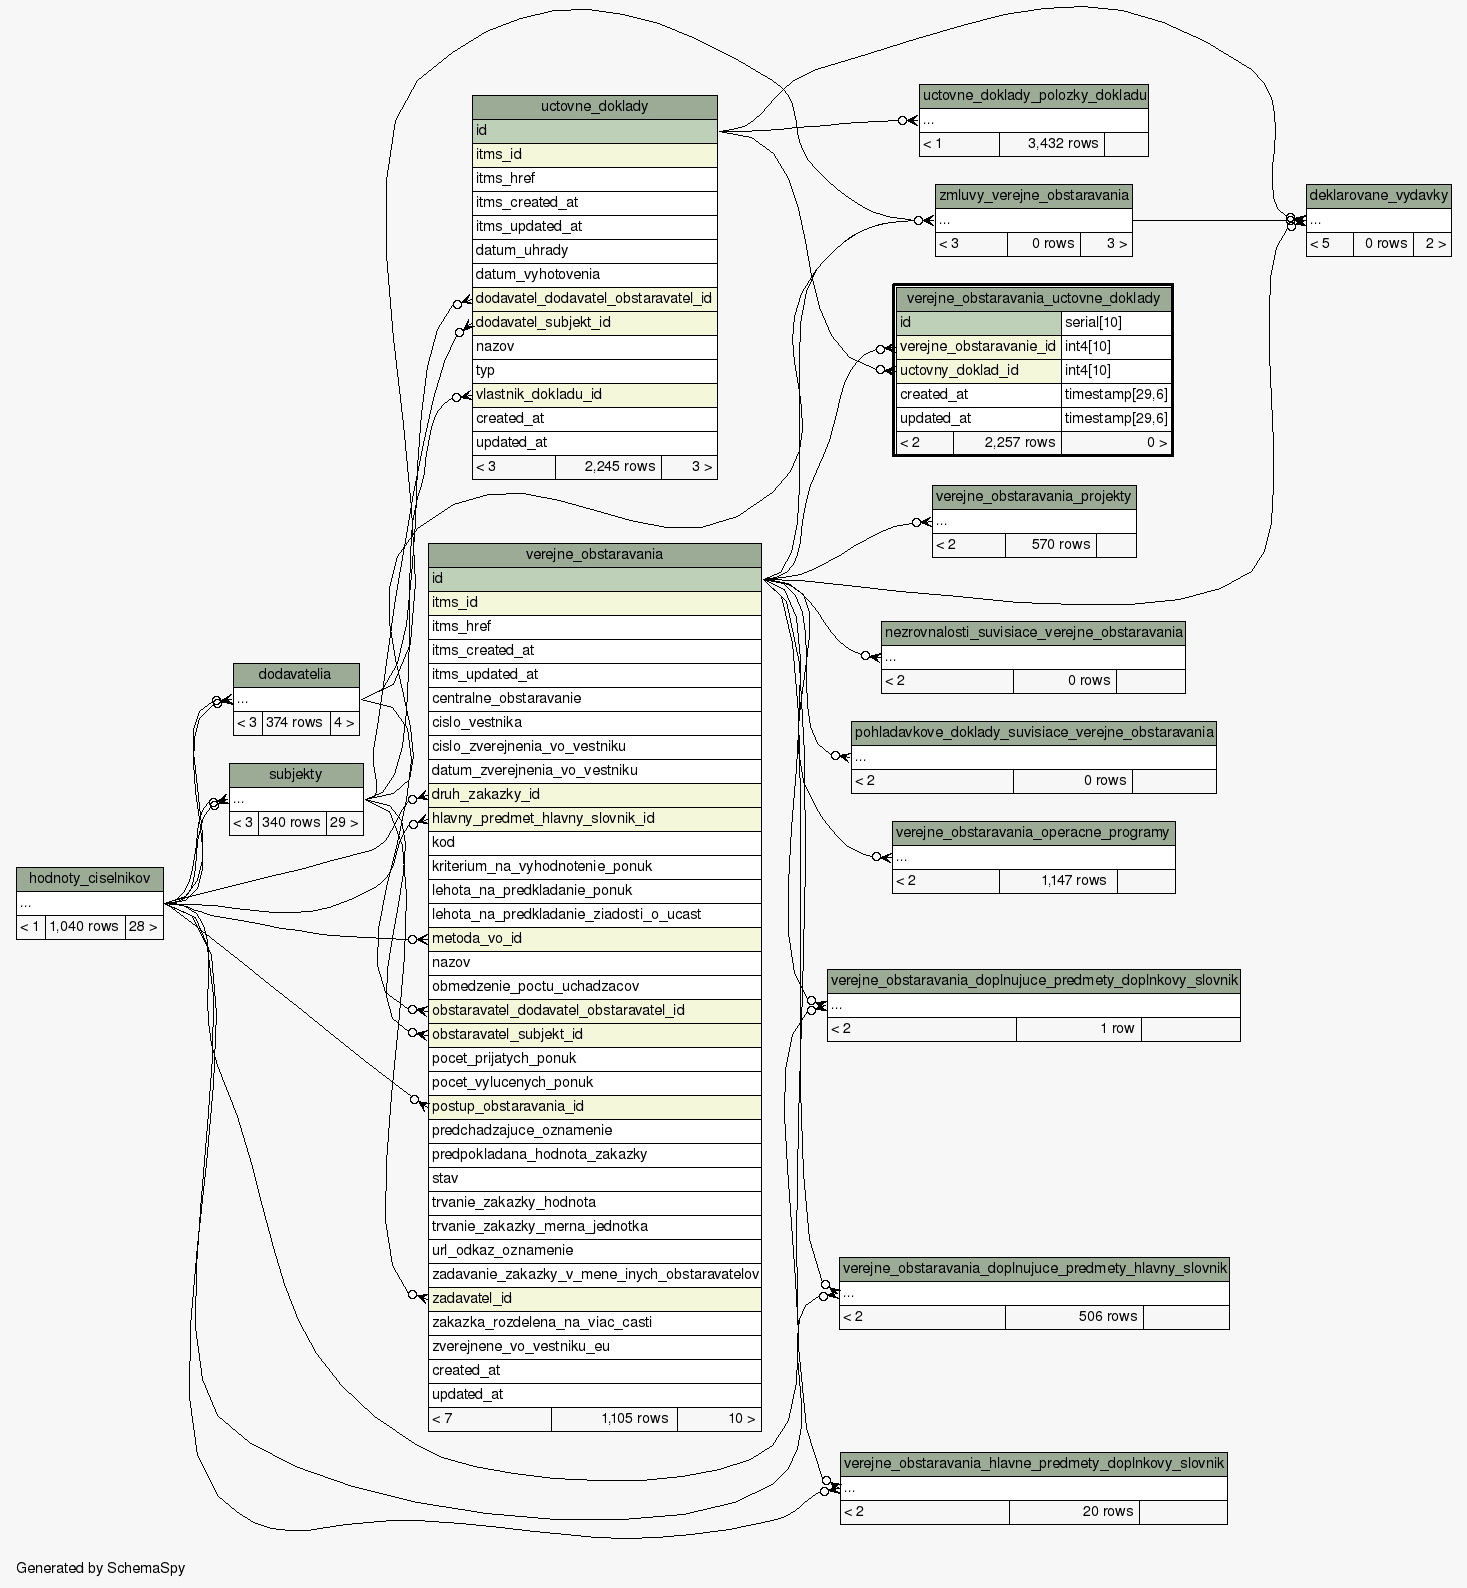 uctovne_doklady
id
itms_id
itms_href
itms_created_at
itms_updated_at
datum_uhrady
datum_vyhotovenia
dodavatel_dodavatel_obstaravatel_id
dodavatel_subjekt_id
nazov
typ
vlastnik_dokladu_id
created_at
updated_at
< 3 2,245 rows 3 >
uctovne_doklady_polozky_dokladu
...
< 1 3,432 rows
zmluvy_verejne_obstaravania
...
< 3 0 rows 3 >
deklarovane_vydavky
...
< 5 0 rows 2 >
verejne_obstaravania_uctovne_doklady
id serial[10]
verejne_obstaravanie_id int4[10]
uctovny_doklad_id int4[10]
created_at timestamp[29,6]
updated_at timestamp[29,6]
< 2 2,257 rows 0 >
verejne_obstaravania_projekty
...
< 2 570 rows
verejne_obstaravania
id
itms_id
itms_href
itms_created_at
itms_updated_at
centralne_obstaravanie
cislo_vestnika
cislo_zverejnenia_vo_vestniku
datum_zverejnenia_vo_vestniku
druh_zakazky_id
hlavny_predmet_hlavny_slovnik_id
kod
kriterium_na_vyhodnotenie_ponuk
lehota_na_predkladanie_ponuk
lehota_na_predkladanie_ziadosti_o_ucast
metoda_vo_id
nazov
obmedzenie_poctu_uchadzacov
obstaravatel_dodavatel_obstaravatel_id
obstaravatel_subjekt_id
pocet_prijatych_ponuk
pocet_vylucenych_ponuk
postup_obstaravania_id
predchadzajuce_oznamenie
predpokladana_hodnota_zakazky
stav
trvanie_zakazky_hodnota
trvanie_zakazky_merna_jednotka
url_odkaz_oznamenie
zadavanie_zakazky_v_mene_inych_obstaravatelov
zadavatel_id
zakazka_rozdelena_na_viac_casti
zverejnene_vo_vestniku_eu
created_at
updated_at
< 7 1,105 rows 10 >
nezrovnalosti_suvisiace_verejne_obstaravania
...
< 2 0 rows
dodavatelia
...
< 3 374 rows 4 >
pohladavkove_doklady_suvisiace_verejne_obstaravania
...
< 2 0 rows
subjekty
...
< 3 340 rows 29 >
verejne_obstaravania_operacne_programy
...
< 2 1,147 rows
hodnoty_ciselnikov
...
< 1 1,040 rows 28 >
verejne_obstaravania_doplnujuce_predmety_doplnkovy_slovnik
...
< 2 1 row
verejne_obstaravania_doplnujuce_predmety_hlavny_slovnik
...
< 2 506 rows
verejne_obstaravania_hlavne_predmety_doplnkovy_slovnik
...
< 2 20 rows
Generated by SchemaSpy